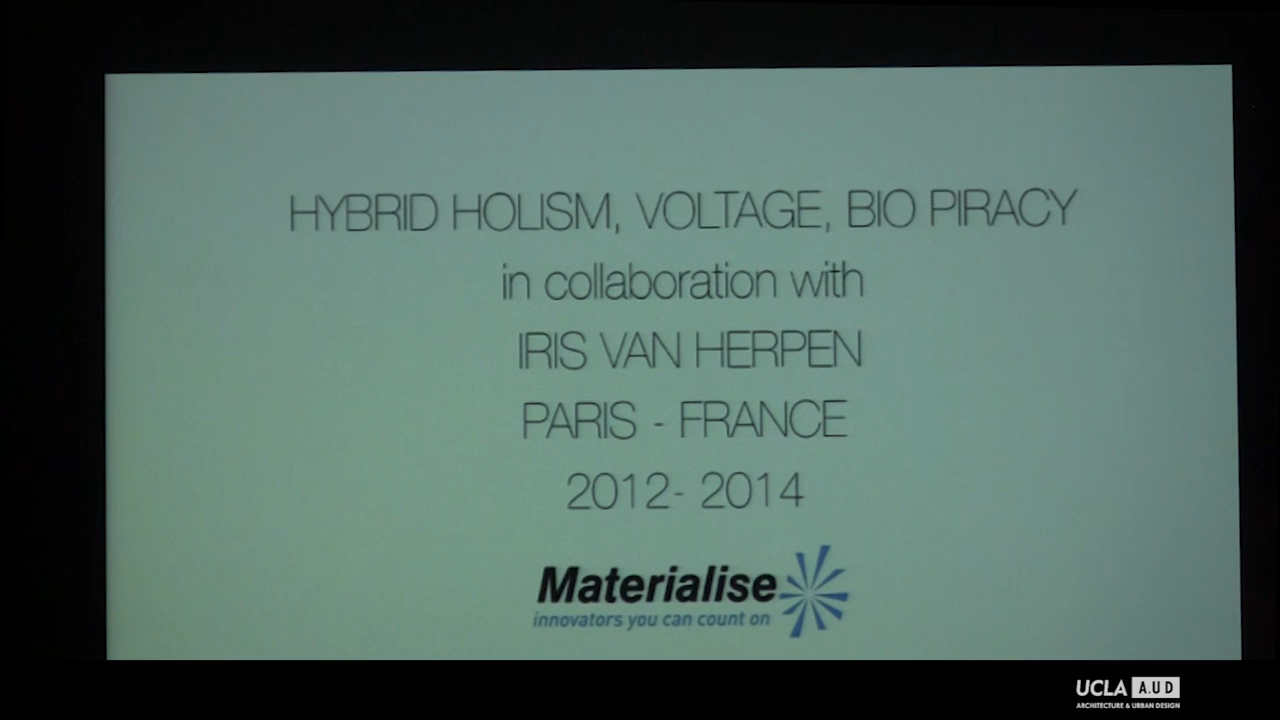 HYBRID HOLISM, VOLTAGE, BIO PIRACY
in collaboration with
IRIS VAN HERPEN
PARIS - FRANCE
2012- 2014
Materialise
innovators you can count on
UCLA A.U D
ARCHITECTURE & URBAN DESIGN